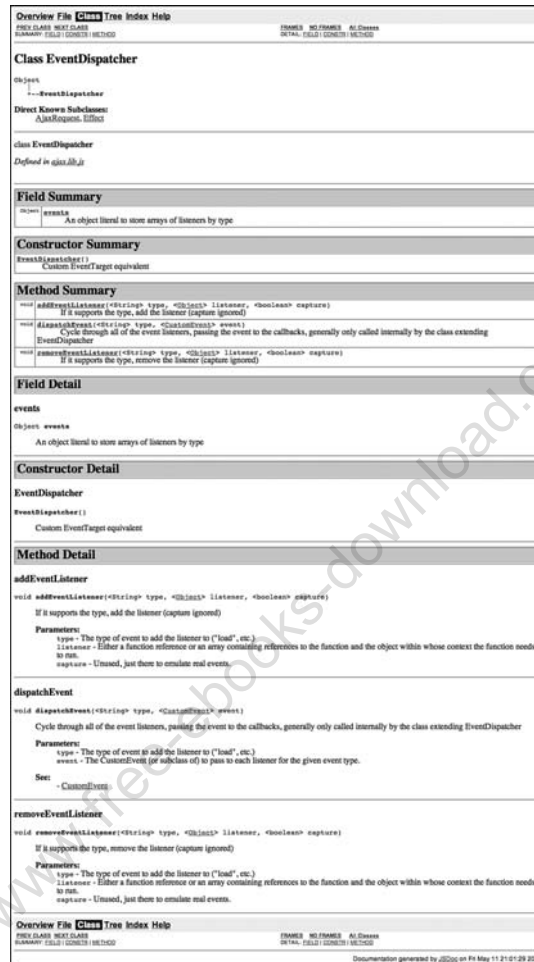 Overview File Class Tree Index Help
PREV CLASS NEXT CLASS FRAMES NO FRAMES All Classes
SUMMARY: FIELD | CONSTR | METHOD DETAIL: FIELD | CONSTR | METHOD
Class EventDispatcher
Object
|
+--EventDispatcher
Direct Known Subclasses:
AjaxRequest, Effect
class EventDispatcher
Defined in ajax.lib.js
Field Summary
Object events
An object literal to store arrays of listeners by type
Constructor Summary
EventDispatcher()
Custom EventTarget equivalent
Method Summary
void addEventListener(<String> type, <Object> listener, <boolean> capture)
If it supports the type, add the listener (capture ignored)
void dispatchEvent(<String> type, <CustomEvent> event)
Cycle through all of the event listeners, passing the event to the callbacks, generally only called internally by the class extending
EventDispatcher
void removeEventListener(<String> type, <Object> listener, <boolean> capture)
If it supports the type, remove the listener (capture ignored)
Field Detail
events
Object events
An object literal to store arrays of listeners by type
Constructor Detail
EventDispatcher
EventDispatcher()
Custom EventTarget equivalent
Method Detail
addEventListener
void addEventListener(<String> type, <Object> listener, <boolean> capture)
If it supports the type, add the listener (capture ignored)
Parameters:
type - The type of event to add the listener to ("load", etc.)
listener - Either a function reference or an array containing references to the function and the object within whose context the function needs
to run.
capture - Unused, just there to emulate real events.
dispatchEvent
void dispatchEvent(<String> type, <CustomEvent> event)
Cycle through all of the event listeners, passing the event to the callbacks, generally only called internally by the class extending EventDispatcher
Parameters:
type - The type of event to add the listener to ("load", etc.)
event - The CustomEvent (or subclass of) to pass to each listener for the given event type.
See:
- CustomEvent
removeEventListener
void removeEventListener(<String> type, <Object> listener, <boolean> capture)
If it supports the type, remove the listener (capture ignored)
Parameters:
type - The type of event to add the listener to ("load", etc.)
listener - Either a function reference or an array containing references to the function and the object within whose context the function needs
to run.
capture - Unused, just there to emulate real events.
Overview File Class Tree Index Help
PREV CLASS NEXT CLASS FRAMES NO FRAMES All Classes
SUMMARY: FIELD | CONSTR | METHOD DETAIL: FIELD | CONSTR | METHOD
Documentation generated by JSDoc on Fri May 11 21:01:29 20
www.free-ebooks-download.o